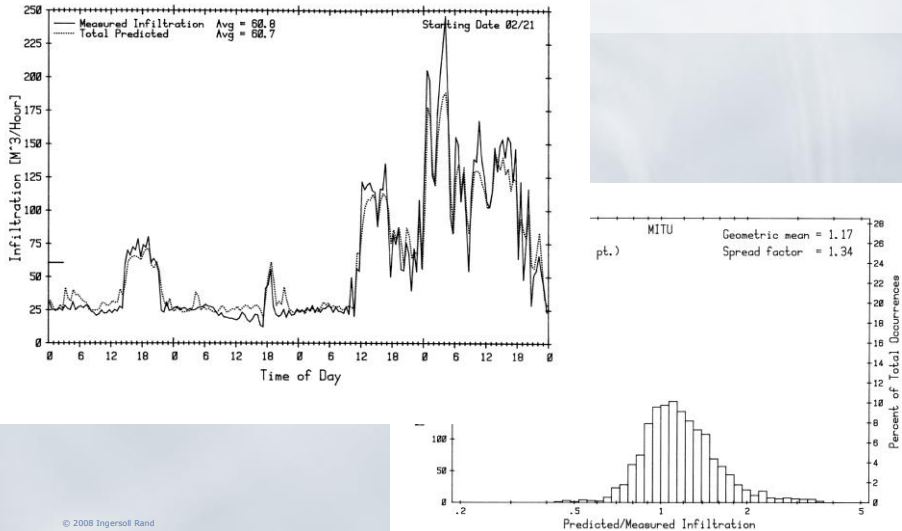 250
225
200
175
150
125
100
75
50
25
0
Infiltration [M^3/Hour]
Measured Infiltration Avg = 60.8
Total Predicted Avg = 60.7
Starting Date 02/21
0 6 12 18 0 6 12 18 0 6 12 18 0 6 12 18 0
Time of Day
MITU
pt.)
Geometric mean = 1.17
Spread factor = 1.34
28
26
24
22
20
18
16
14
12
10
8
6
4
2
0
Percent of Total Occurrences
100
50
0
.2 .5 1 2 5
Predicted/Measured Infiltration
© 2008 Ingersoll Rand